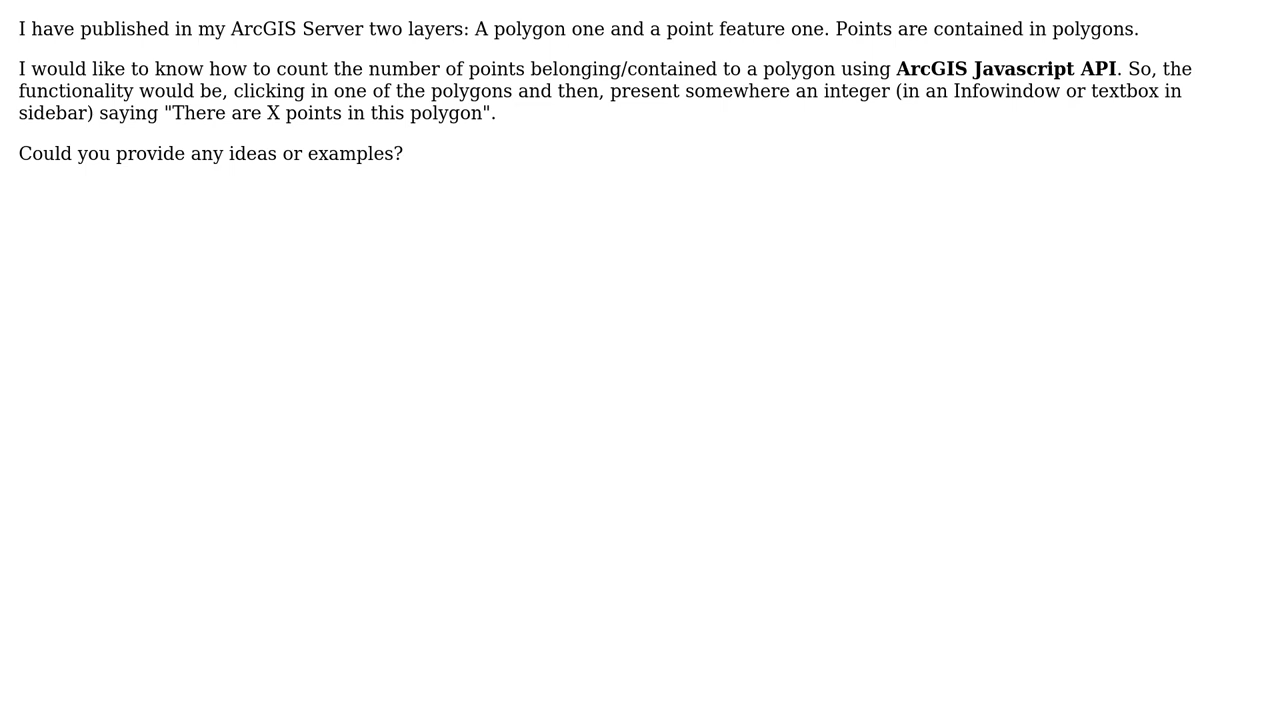 I have published in my ArcGIS Server two layers: A polygon one and a point feature one. Points are contained in polygons.
I would like to know how to count the number of points belonging/contained to a polygon using ArcGIS Javascript API. So, the
functionality would be, clicking in one of the polygons and then, present somewhere an integer (in an Infowindow or textbox in
sidebar) saying "There are X points in this polygon".
Could you provide any ideas or examples?